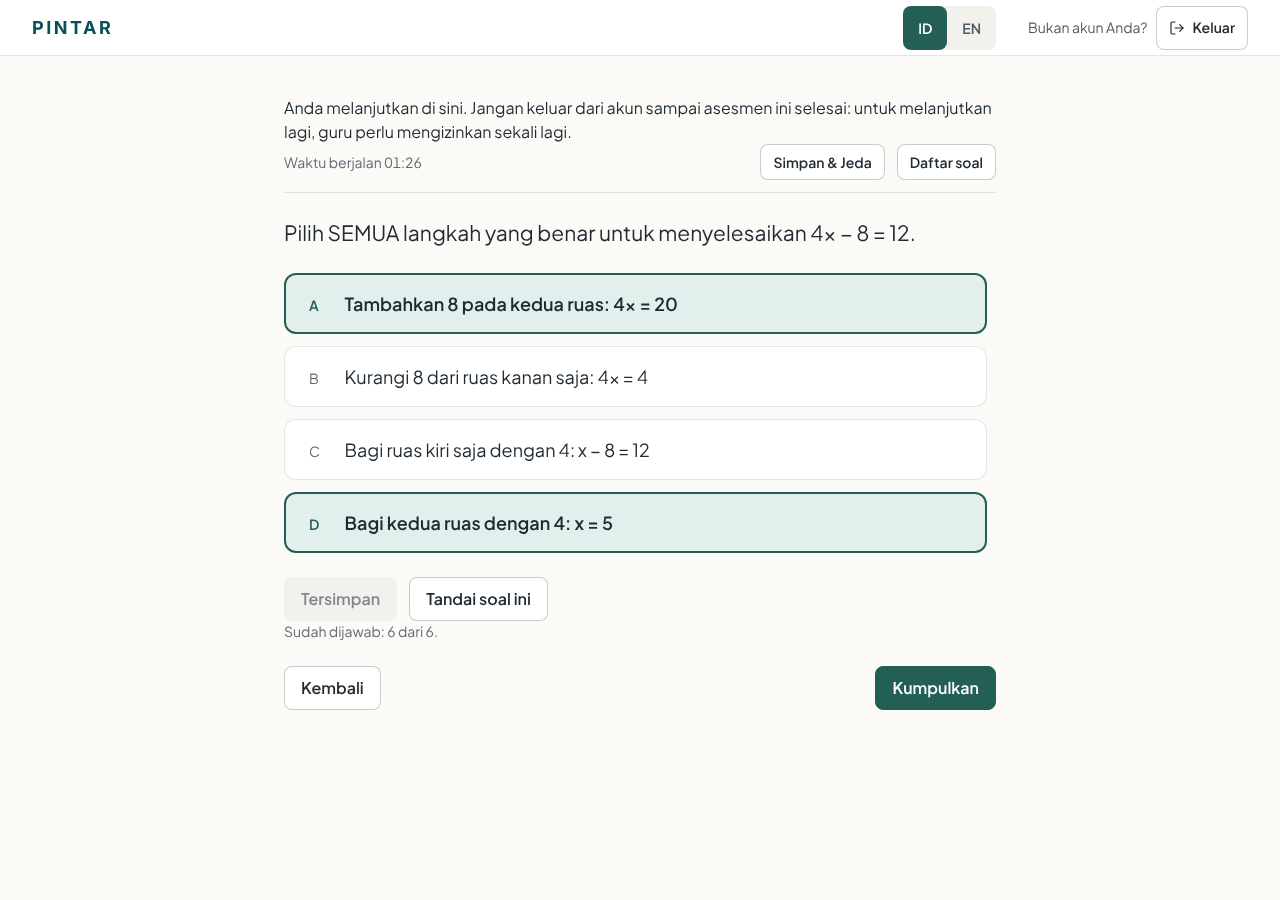 PINTAR
ID
EN
Bukan akun Anda?
Keluar
Anda melanjutkan di sini. Jangan keluar dari akun sampai asesmen ini selesai: untuk melanjutkan
lagi, guru perlu mengizinkan sekali lagi.
Waktu berjalan 01:26
Simpan & Jeda
Daftar soal
Pilih SEMUA langkah yang benar untuk menyelesaikan 4× – 8 = 12.
A Tambahkan 8 pada kedua ruas: 4× = 20
B Kurangi 8 dari ruas kanan saja: 4× = 4
C Bagi ruas kiri saja dengan 4: x – 8 = 12
D Bagi kedua ruas dengan 4: x = 5
Tersimpan
Tandai soal ini
Sudah dijawab: 6 dari 6.
Kembali
Kumpulkan